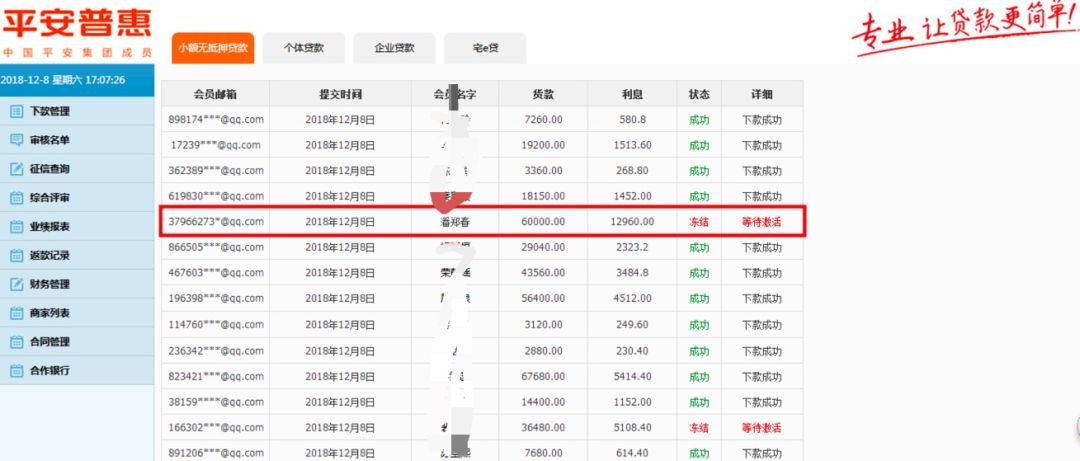 平安普惠
中国平安集团成员
小额无抵押贷款 个体贷款 企业贷款 宅e贷
专业 让贷款更简单!
2018-12-8 星期六 17:07:26
下款管理
审核名单
征信查询
综合评审
业绩报表
返款记录
财务管理
商家列表
合同管理
合作银行
会员邮箱 提交时间 会员名字 贷款 利息 状态 详细
898174***@qq.com 2018年12月8日 7260.00 580.8 成功 下款成功
17239***@qq.com 2018年12月8日 19200.00 1513.60 成功 下款成功
362389***@qq.com 2018年12月8日 3360.00 268.80 成功 下款成功
619830***@qq.com 2018年12月8日 18150.00 1452.00 成功 下款成功
37966273*@qq.com 2018年12月8日 潘郑春 60000.00 12960.00 冻结 等待激活
866505***@qq.com 2018年12月8日 29040.00 2323.2 成功 下款成功
467603***@qq.com 2018年12月8日 43560.00 3484.8 成功 下款成功
196398***@qq.com 2018年12月8日 56400.00 4512.00 成功 下款成功
114760***@qq.com 2018年12月8日 3120.00 249.60 成功 下款成功
236342***@qq.com 2018年12月8日 2880.00 230.40 成功 下款成功
823421***@qq.com 2018年12月8日 67680.00 5414.40 成功 下款成功
38159****@qq.com 2018年12月8日 14400.00 1152.00 成功 下款成功
166302***@qq.com 2018年12月8日 36480.00 5108.40 冻结 等待激活
891206***@qq.com 2018年12月8日 7680.00 614.40 成功 下款成功